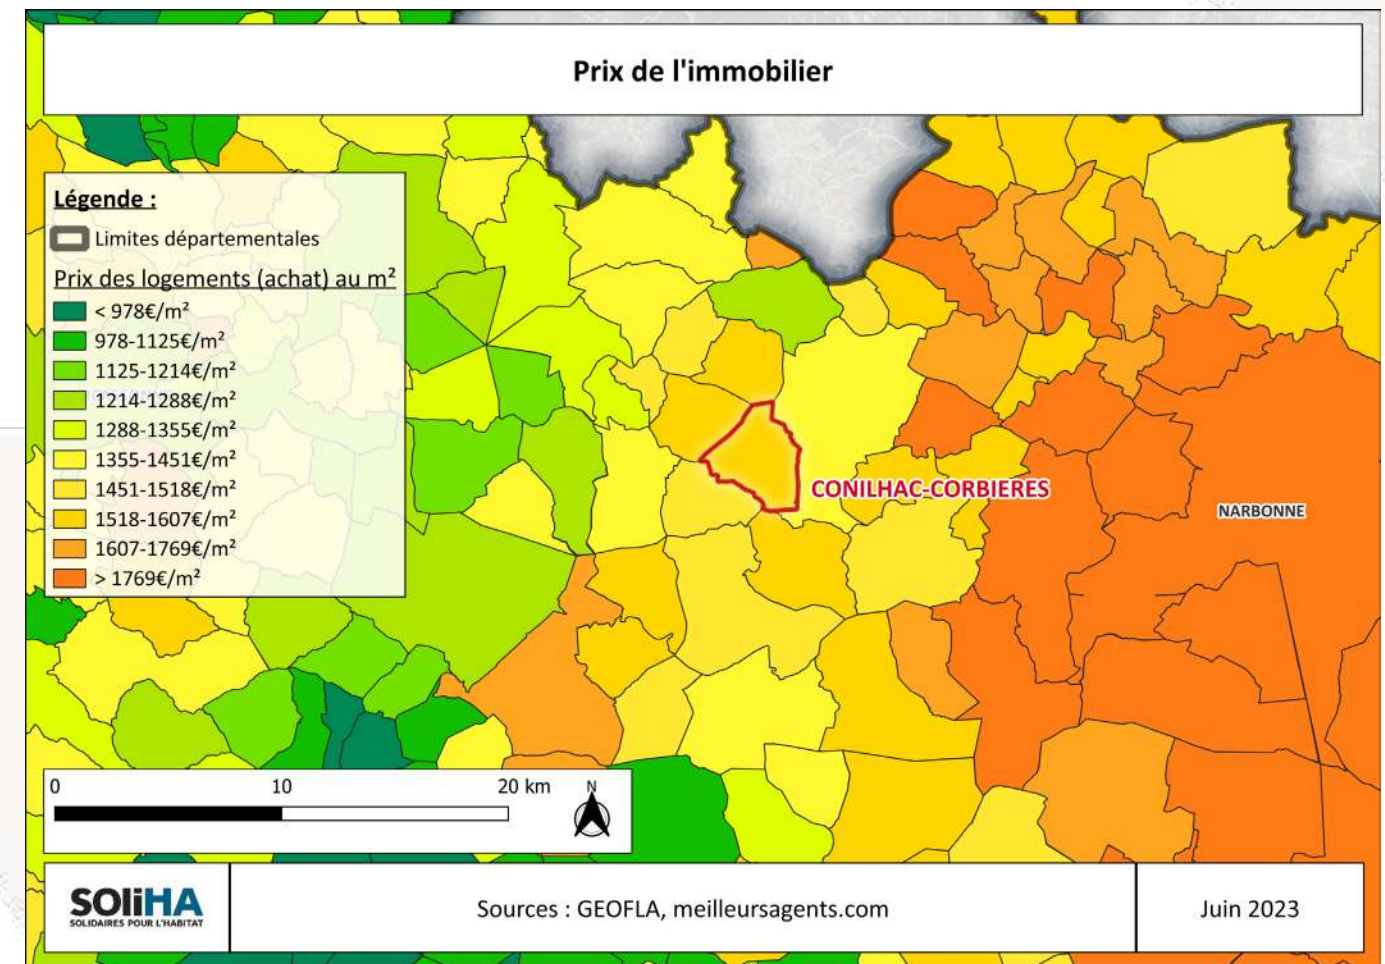 Prix de l'immobilier
Légende :
Limites départementales
Prix des logements (achat) au m²
< 978€/m²
978-1125€/m²
1125-1214€/m²
1214-1288€/m²
1288-1355€/m²
1355-1451€/m²
1451-1518€/m²
1518-1607€/m²
1607-1769€/m²
> 1769€/m²
CONILHAC-CORBIERES
NARBONNE
0 10 20 km
N
SOliHA
SOLIDAIRES POUR L'HABITAT
Sources : GEOFLA, meilleursagents.com
Juin 2023